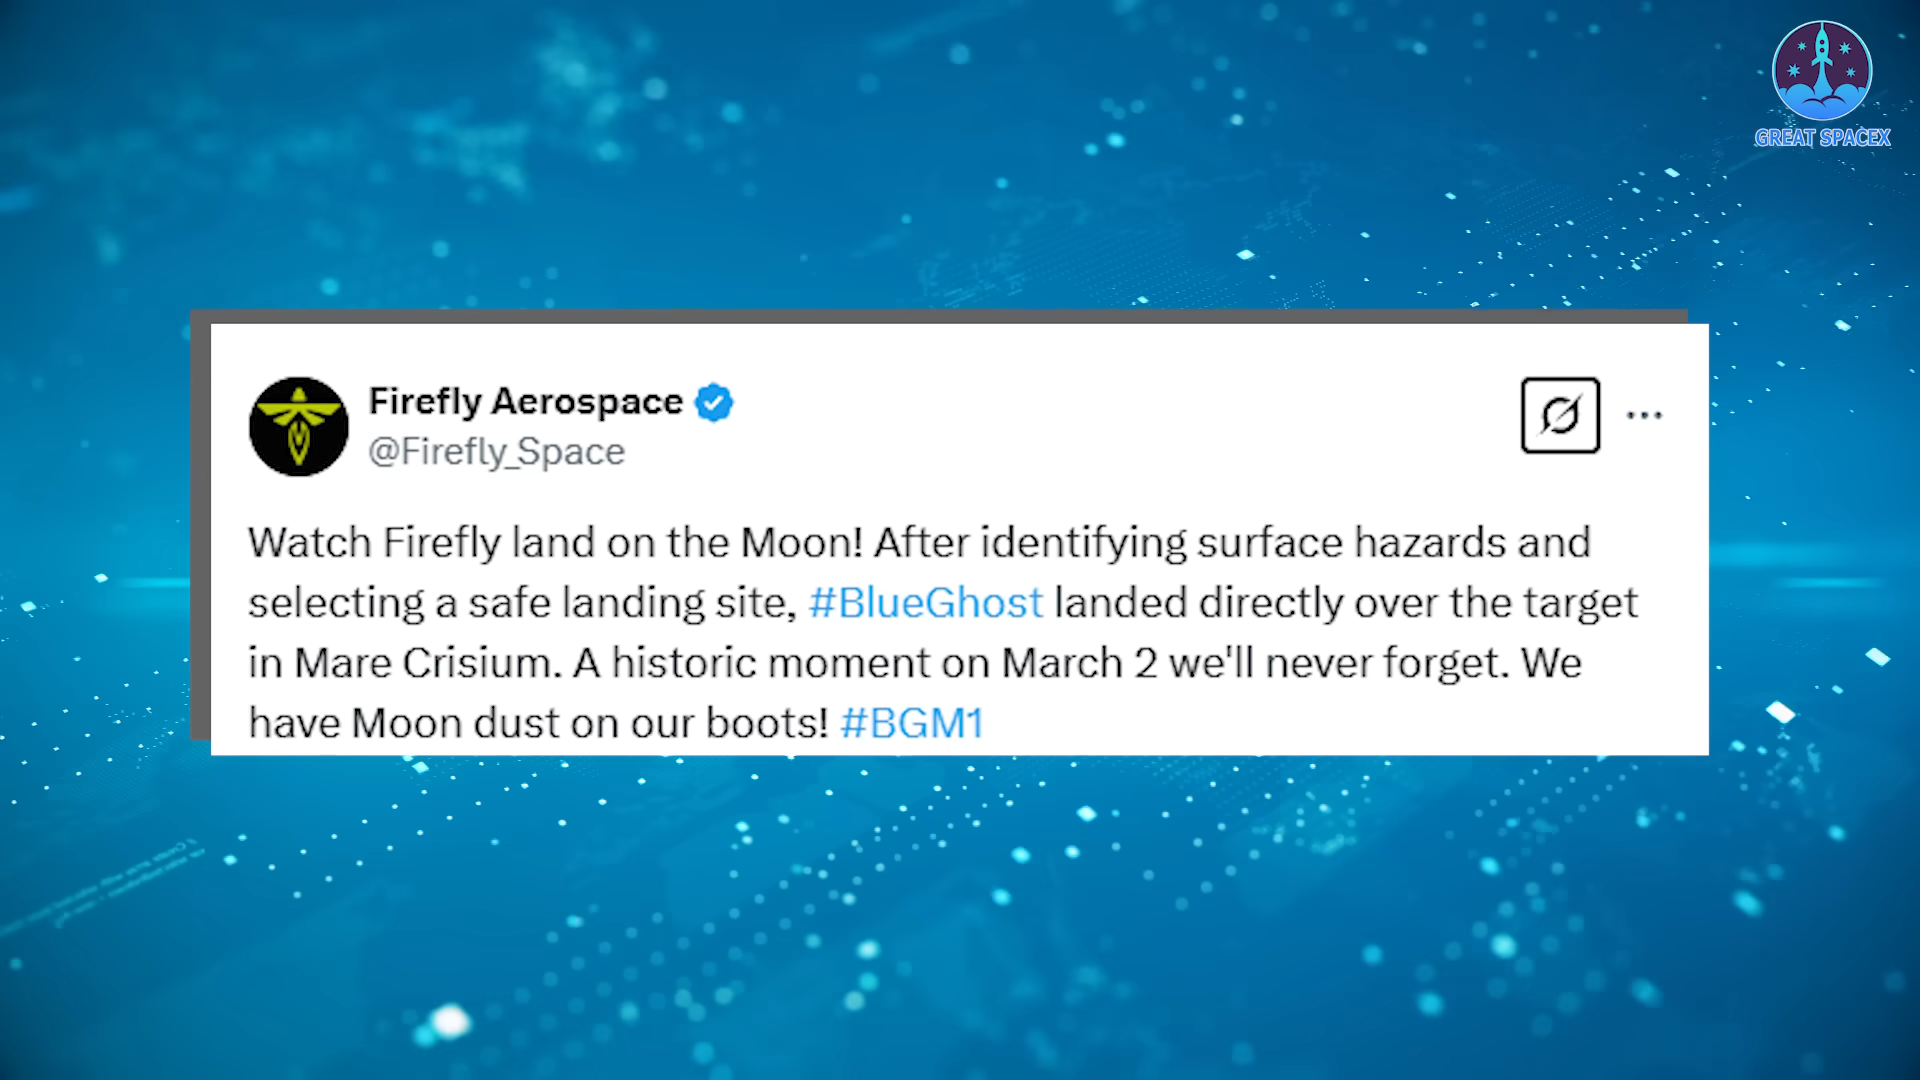 GREAT SPACEX
Firefly Aerospace
@Firefly_Space
Watch Firefly land on the Moon! After identifying surface hazards and
selecting a safe landing site, #BlueGhost landed directly over the target
in Mare Crisium. A historic moment on March 2 we'll never forget. We
have Moon dust on our boots! #BGM1